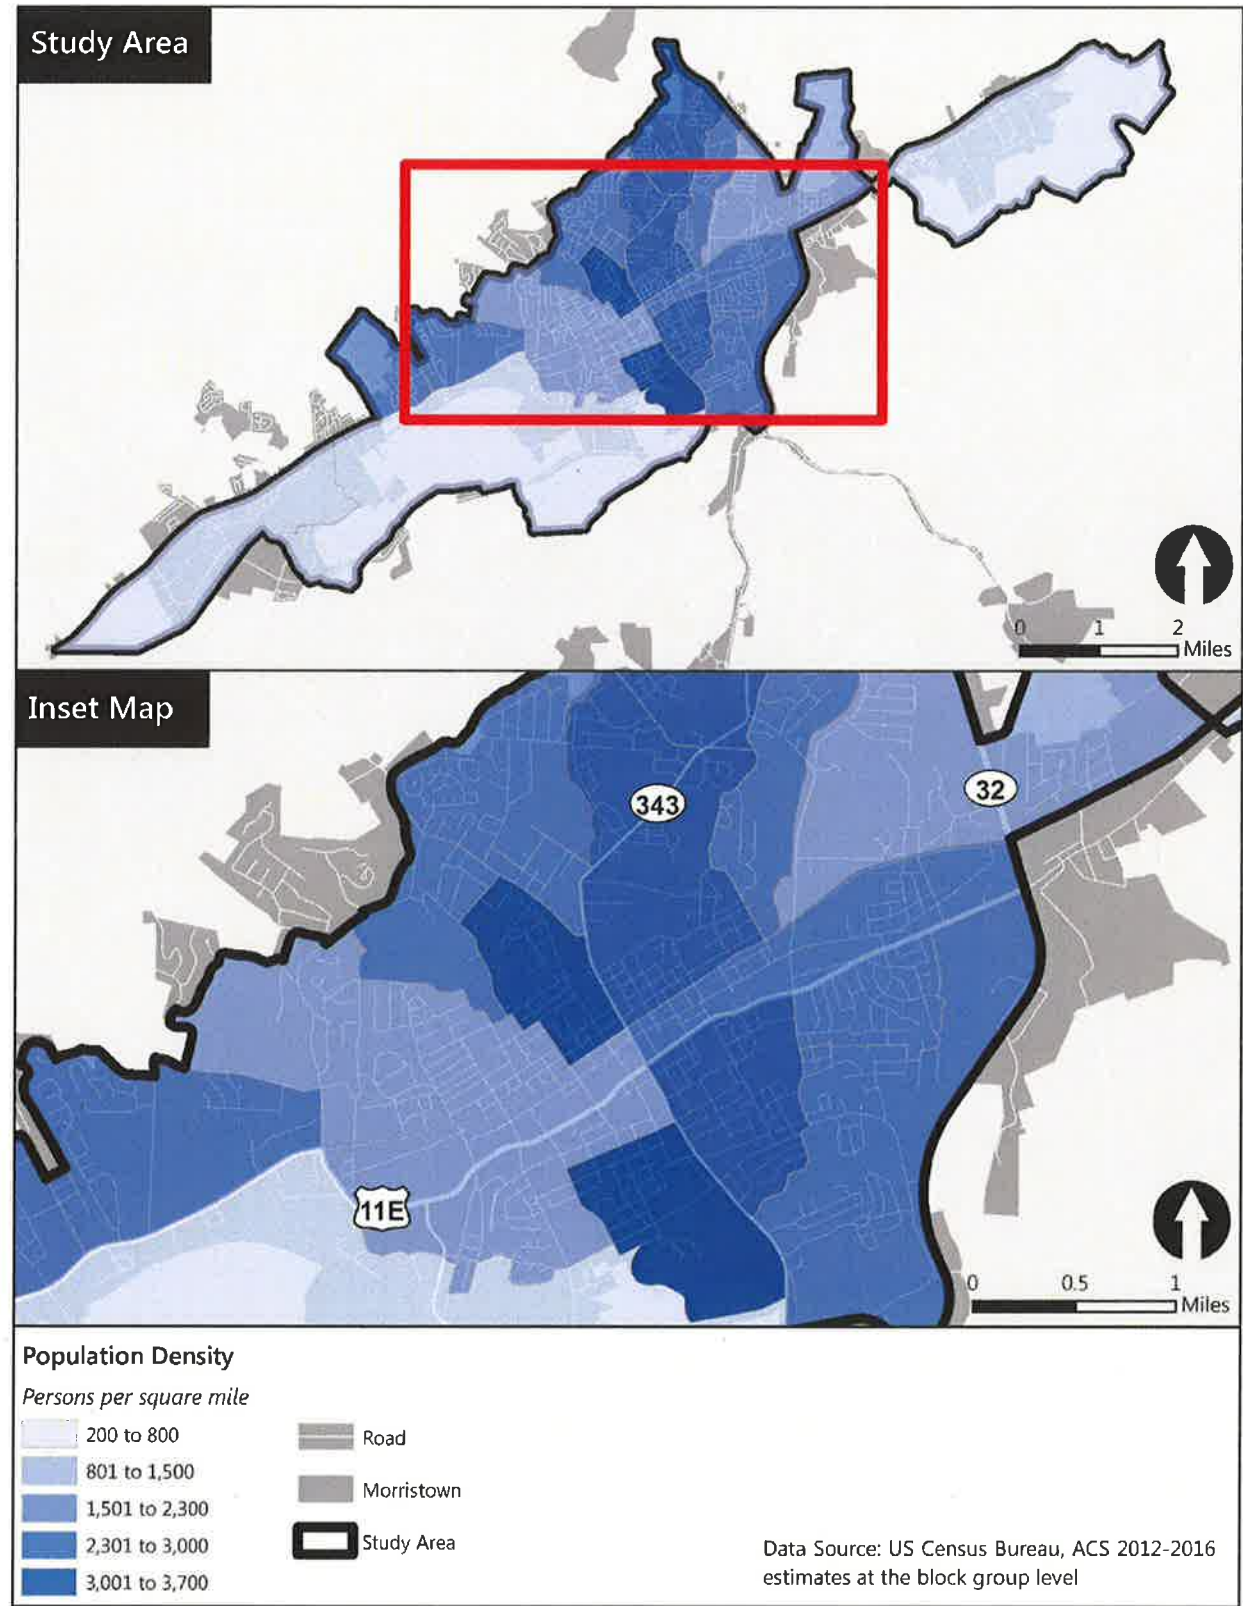 Study Area
0 1 2
Miles
Inset Map
343
32
11E
0 0.5 1
Miles
Population Density
Persons per square mile
200 to 800
801 to 1,500
1,501 to 2,300
2,301 to 3,000
3,001 to 3,700
Road
Morristown
Study Area
Data Source: US Census Bureau, ACS 2012-2016
estimates at the block group level